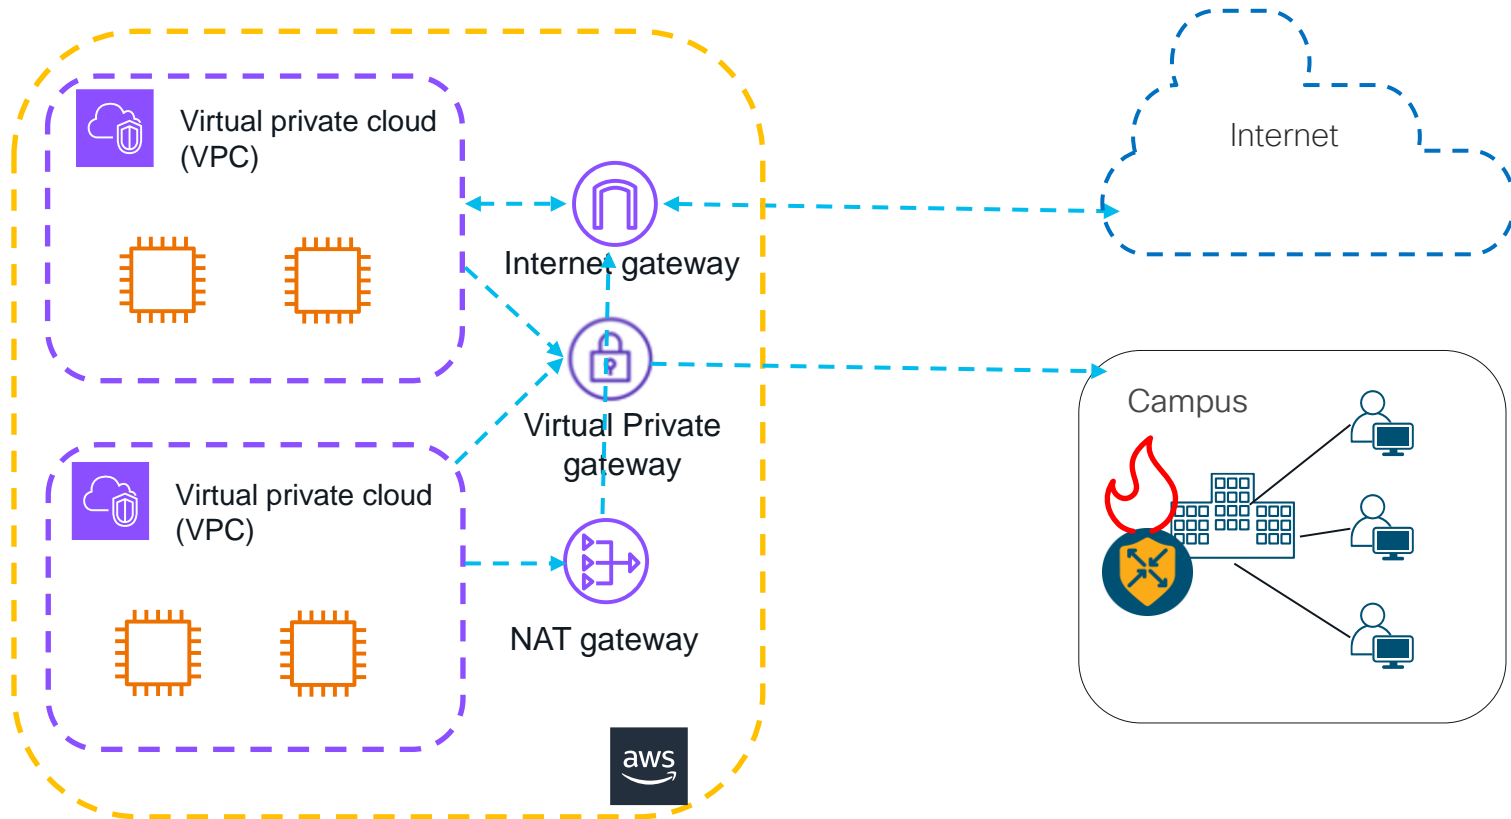 Virtual private cloud
(VPC)
Internet
Internet gateway
Campus
Virtual Private
gateway
Virtual private cloud
(VPC)
NAT gateway
aws